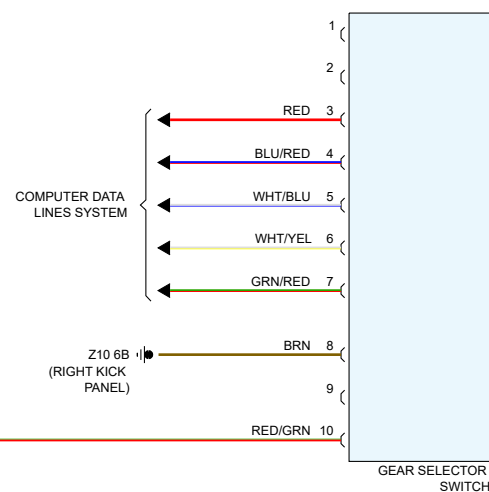 1
2
RED 3
BLU/RED 4
COMPUTER DATA
LINES SYSTEM
WHT/BLU 5
WHT/YEL 6
GRN/RED 7
BRN 8
Z10 6B
(RIGHT KICK
PANEL)
9
RED/GRN 10
GEAR SELECTOR
SWITCH